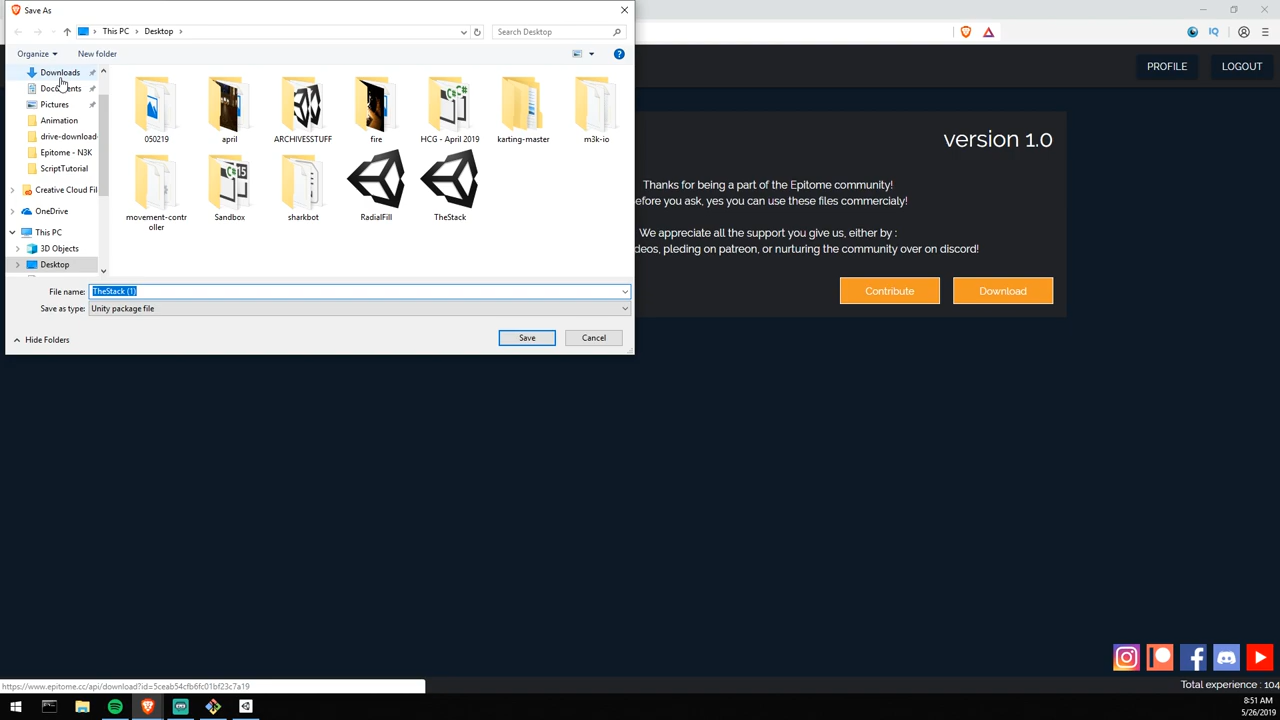 Save As
This PC
Desktop
Search Desktop
Organize
New folder
Downloads
Documents
Pictures
Animation
drive-download-
Epitome - N3K
ScriptTutorial
Creative Cloud Fil
OneDrive
This PC
3D Objects
Desktop
050219
april
ARCHIVESSTUFF
fire
HCG - April 2019
karting-master
m3k-io
movement-contr
oller
Sandbox
sharkbot
RadialFill
TheStack
File name:
TheStack (1)
Save as type:
Unity package file
Hide Folders
Save
Cancel
IQ
PROFILE
LOGOUT
version 1.0
Thanks for being a part of the Epitome community!
efore you ask, yes you can use these files commercialy!
We appreciate all the support you give us, either by :
deos, pleding on patreon, or nurturing the community over on discord!
Contribute
Download
https://www.epitome.cc/api/download?id=5ceab54cfb6fc01bf23c7a19
Total experience : 104
8:51 AM
5/26/2019